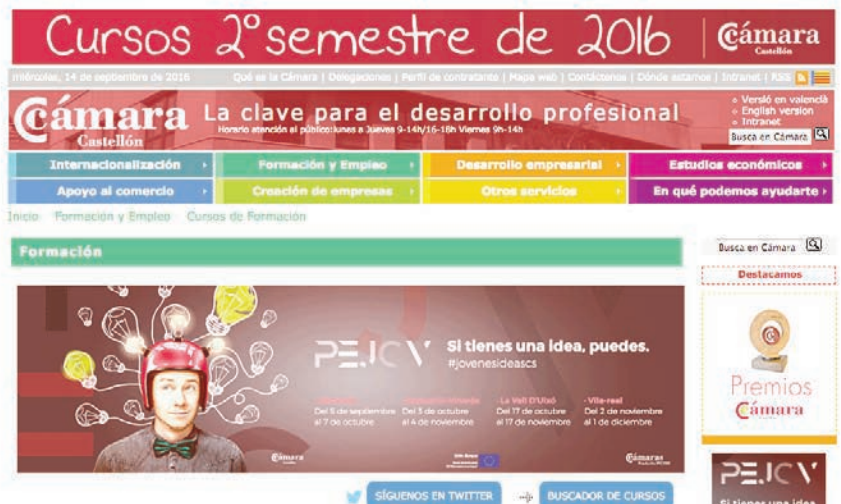 Cursos 2º semestre de 2016
Cámara
Castellón
miércoles, 14 de septiembre de 2016
Qué es la Cámara | Delegaciones | Perfil de contratante | Mapa web | Contáctenos | Dónde estamos | Intranet | RSS
Cámara
Castellón
La clave para el desarrollo profesional
Horario atención al público:lunes a Jueves 9-14h/16-18h Viernes 9h-14h
Versió en valencià
English version
Intranet
Busca en Cámara
Internacionalización
Formación y Empleo
Desarrollo empresarial
Estudios económicos
Apoyo al comercio
Creación de empresas
Otros servicios
En qué podemos ayudarte
Inicio Formación y Empleo Cursos de Formación
Formación
Busca en Cámara
Destacamos
PEJCV
Si tienes una idea, puedes.
#jovenesideascs
Del 5 de septiembre
al 7 de octubre
Del 3 de octubre
al 4 de noviembre
- La Vall D'Uixó
Del 17 de octubre
al 17 de noviembre
- Vila-real
Del 2 de noviembre
al 1 de diciembre
Cámara
Cámaras
Premios
Cámara
PEJCV
Si tienes una idea
SÍGUENOS EN TWITTER
BUSCADOR DE CURSOS